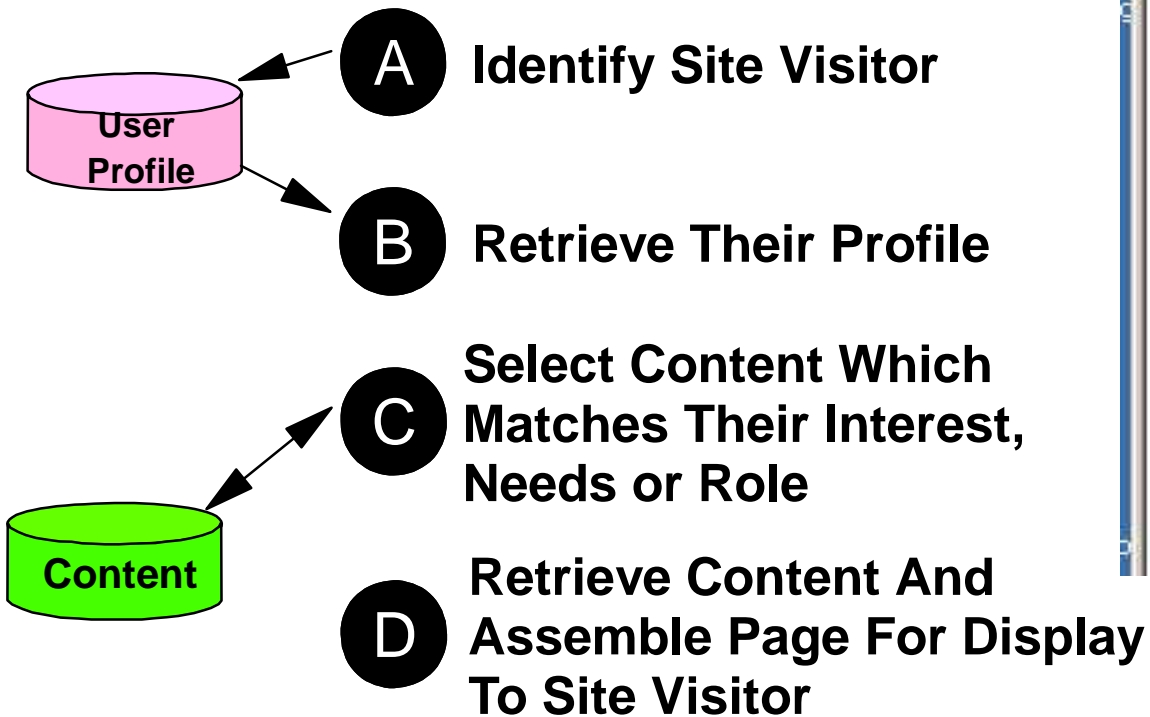 A Identify Site Visitor
User
Profile
B Retrieve Their Profile
Select Content Which
C Matches Their Interest,
Needs or Role
Content
Retrieve Content And
D Assemble Page For Display
To Site Visitor